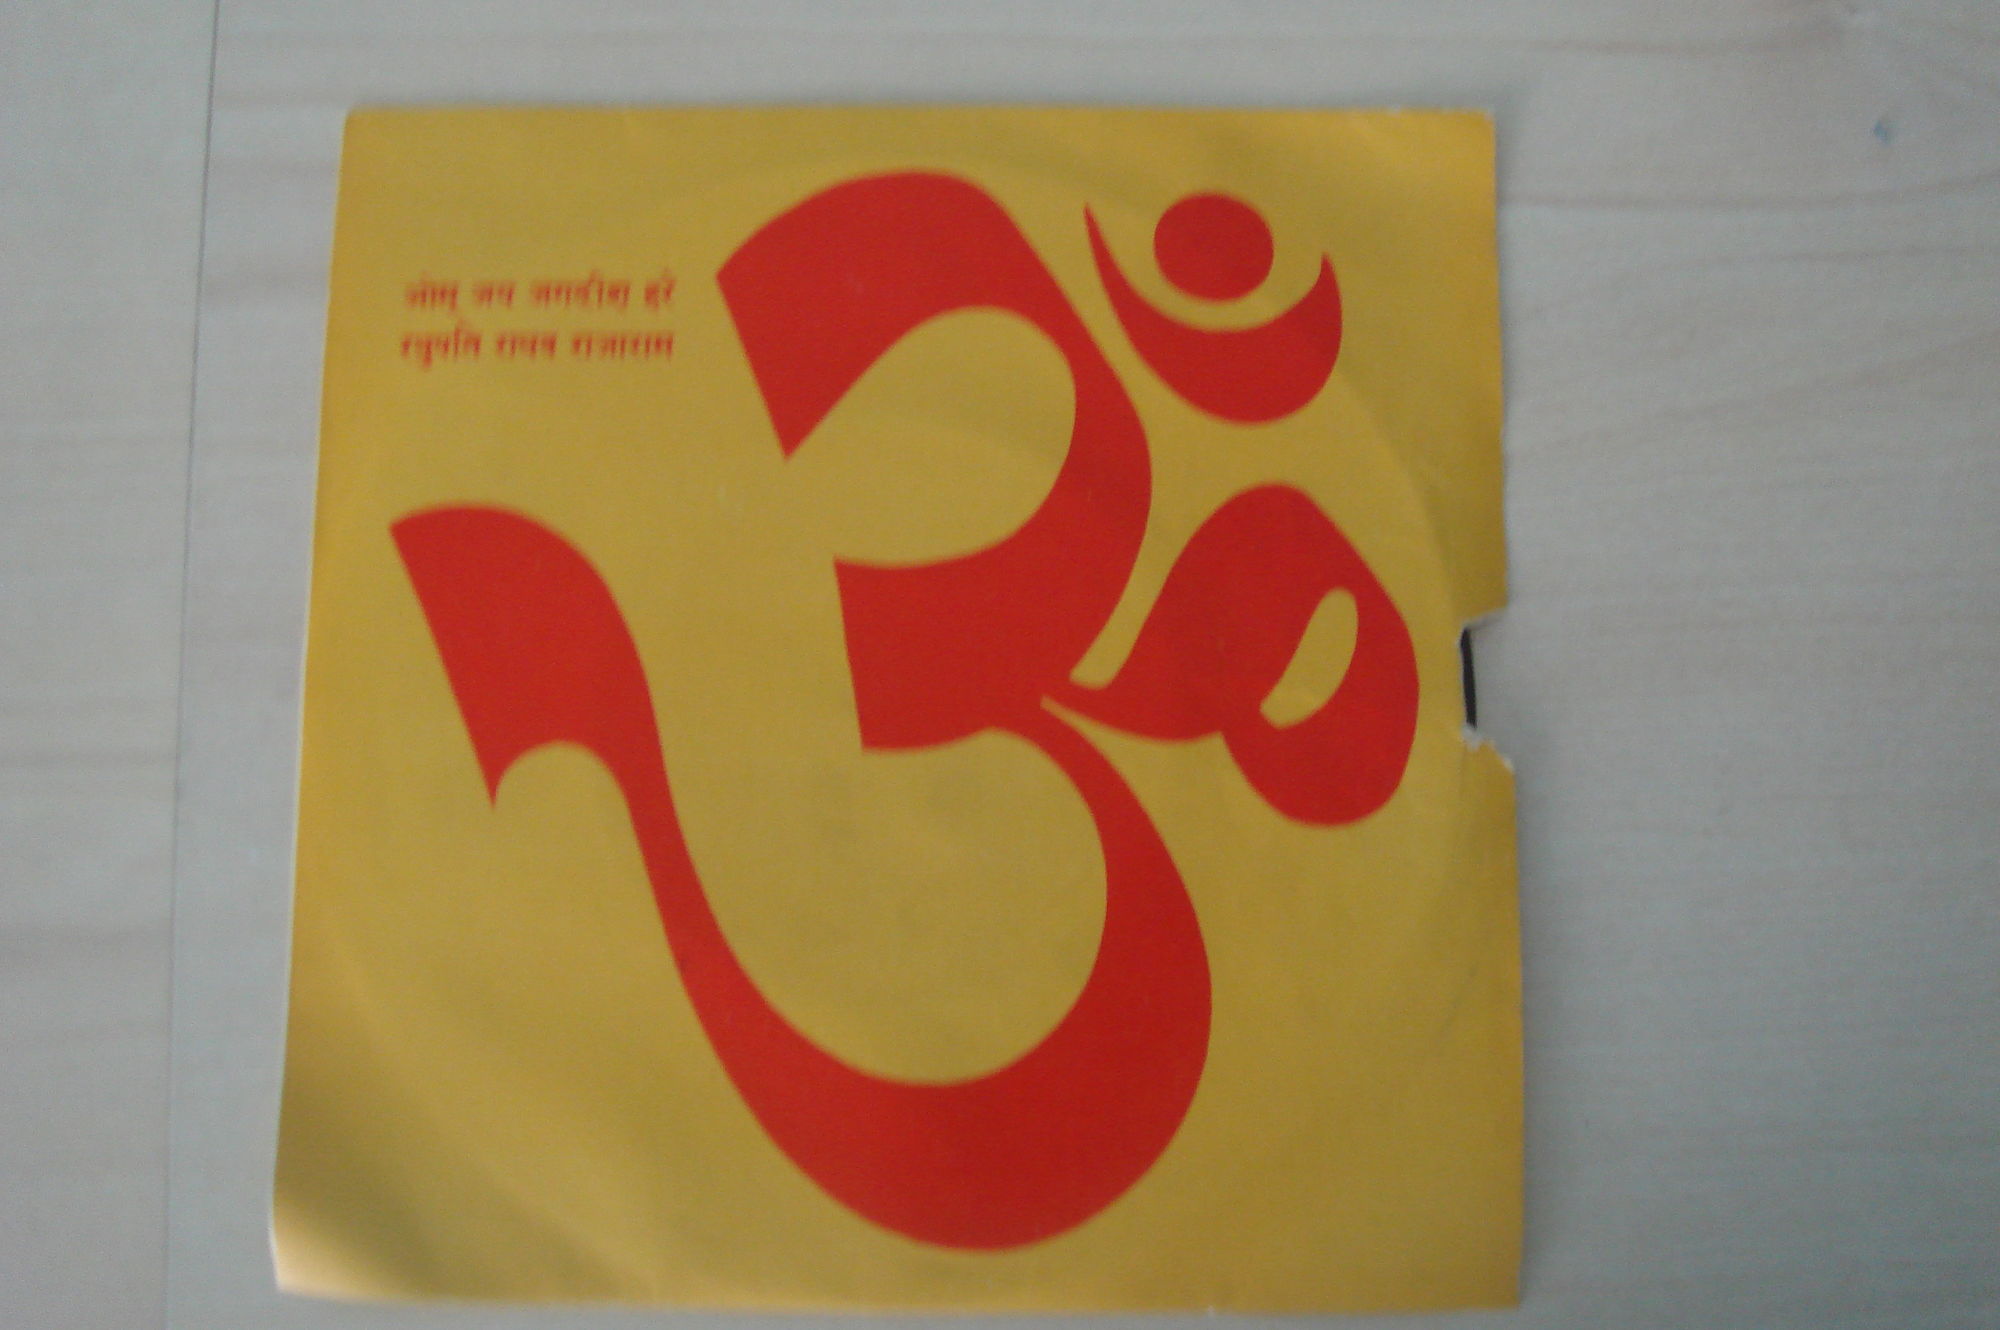 ओम् जय जगदीश हरे
रघुपति राघव राजाराम
ॐ